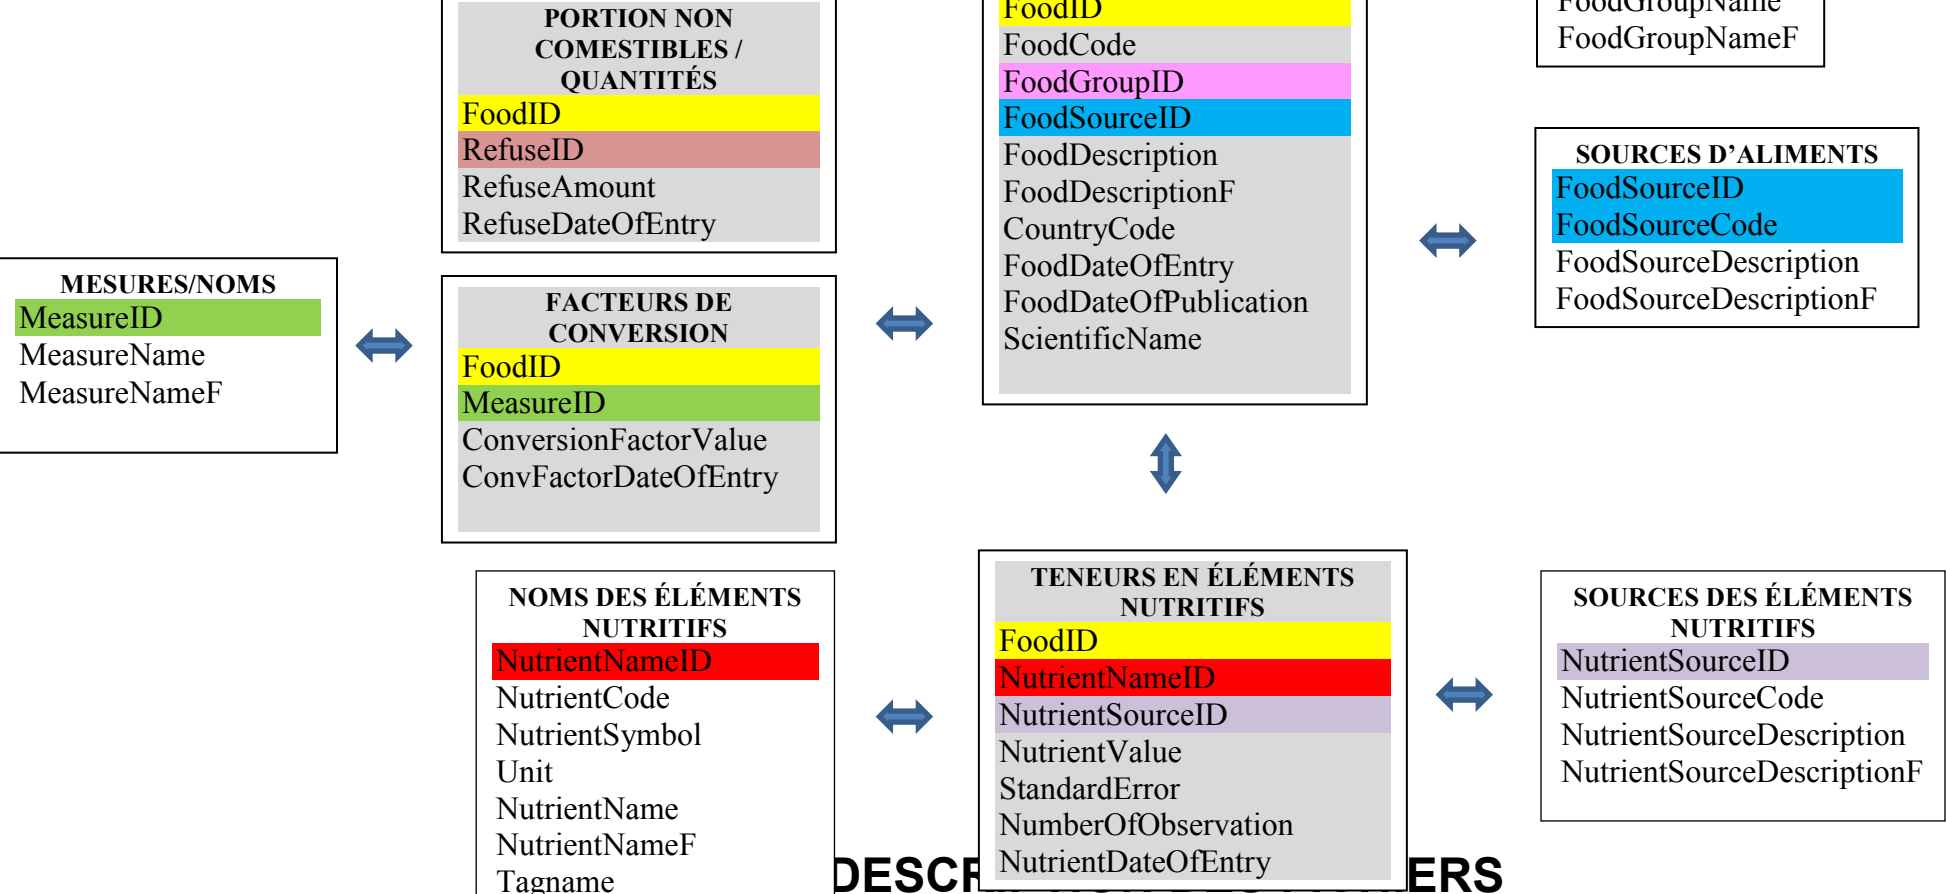 PORTION NON
COMESTIBLES /
QUANTITÉS
FoodID
RefuseID
RefuseAmount
RefuseDateOfEntry
FoodID
FoodCode
FoodGroupID
FoodSourceID
FoodDescription
FoodDescriptionF
CountryCode
FoodDateOfEntry
FoodDateOfPublication
ScientificName
FoodGroupName
FoodGroupNameF
SOURCES D’ALIMENTS
FoodSourceID
FoodSourceCode
FoodSourceDescription
FoodSourceDescriptionF
MESURES/NOMS
MeasureID
MeasureName
MeasureNameF
FACTEURS DE
CONVERSION
FoodID
MeasureID
ConversionFactorValue
ConvFactorDateOfEntry
NOMS DES ÉLÉMENTS
NUTRITIFS
NutrientNameID
NutrientCode
NutrientSymbol
Unit
NutrientName
NutrientNameF
Tagname
TENEURS EN ÉLÉMENTS
NUTRITIFS
FoodID
NutrientNameID
NutrientSourceID
NutrientValue
StandardError
NumberOfObservation
NutrientDateOfEntry
SOURCES DES ÉLÉMENTS
NUTRITIFS
NutrientSourceID
NutrientSourceCode
NutrientSourceDescription
NutrientSourceDescriptionF